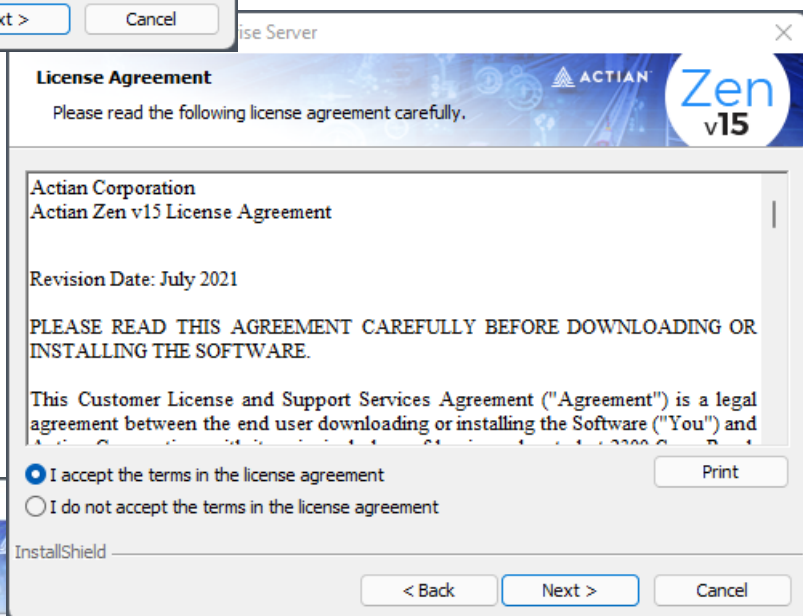 xt >
Cancel
ise Server
License Agreement
ACTIAN
Please read the following license agreement carefully.
Zen
v15
Actian Corporation
Actian Zen v15 License Agreement
Revision Date: July 2021
PLEASE READ THIS AGREEMENT CAREFULLY BEFORE DOWNLOADING OR
INSTALLING THE SOFTWARE.
This Customer License and Support Services Agreement ("Agreement") is a legal
agreement between the end user downloading or installing the Software ("You") and
I accept the terms in the license agreement
Print
I do not accept the terms in the license agreement
InstallShield
< Back
Next >
Cancel